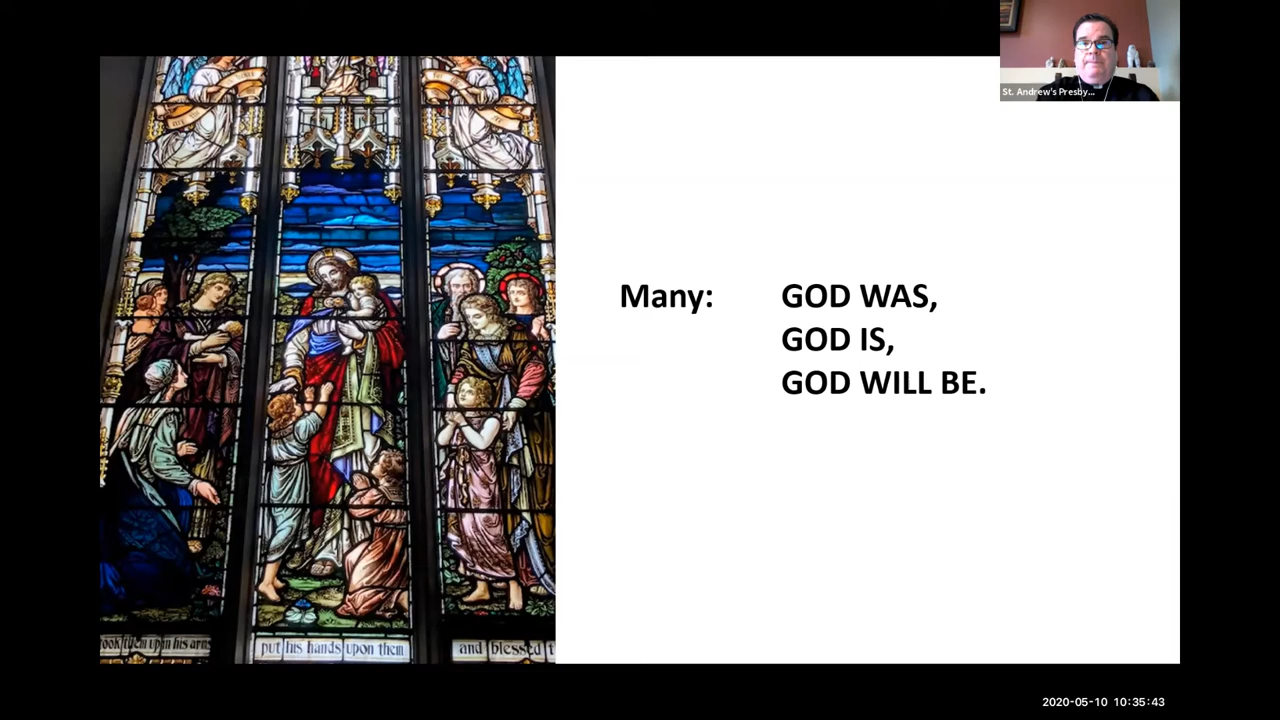 St. Andrew's Presby...
Many: GOD WAS,
GOD IS,
GOD WILL BE.
put his hands upon them
and blessed
2020-05-10 10:35:43